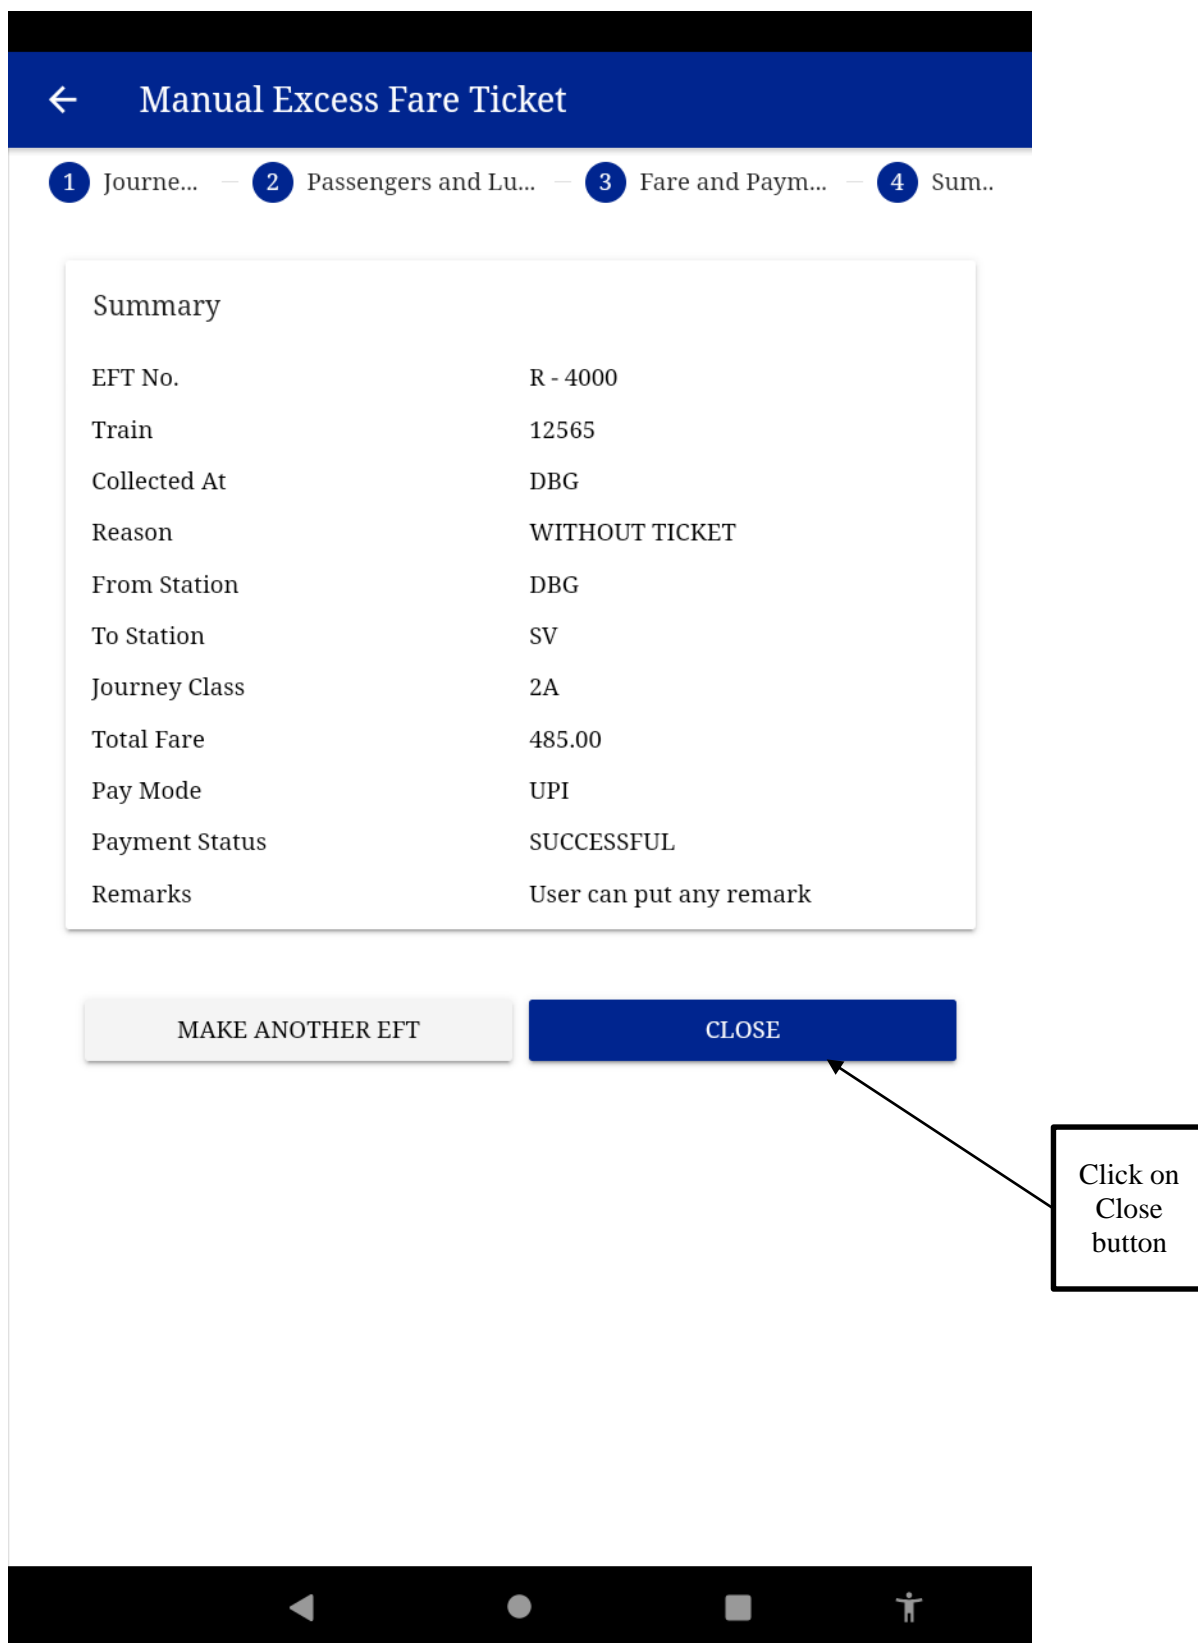 Manual Excess Fare Ticket
1 Journe... 2 Passengers and Lu... 3 Fare and Paym... 4 Sum..
Summary
EFT No. R - 4000
Train 12565
Collected At DBG
Reason WITHOUT TICKET
From Station DBG
To Station SV
Journey Class 2A
Total Fare 485.00
Pay Mode UPI
Payment Status SUCCESSFUL
Remarks User can put any remark
MAKE ANOTHER EFT CLOSE
Click on
Close
button